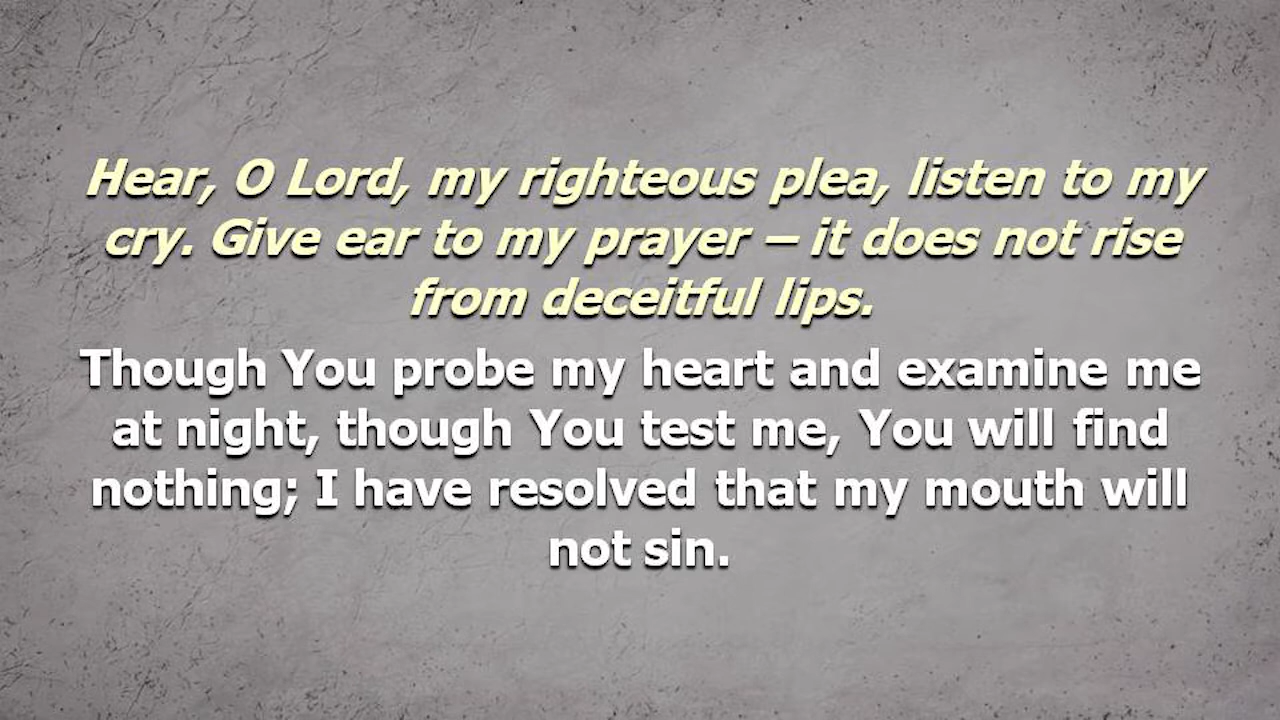 Hear, O Lord, my righteous plea, listen to my
cry. Give ear to my prayer – it does not rise
from deceitful lips.
Though You probe my heart and examine me
at night, though You test me, You will find
nothing; I have resolved that my mouth will
not sin.